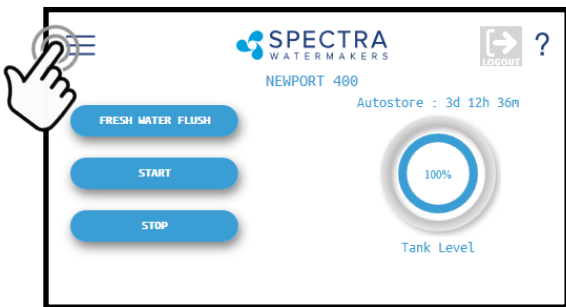 SPECTRA
WATERMAKERS
LOGOUT
?
NEWPORT 400
Autostore : 3d 12h 36m
FRESH WATER FLUSH
START
100%
STOP
Tank Level